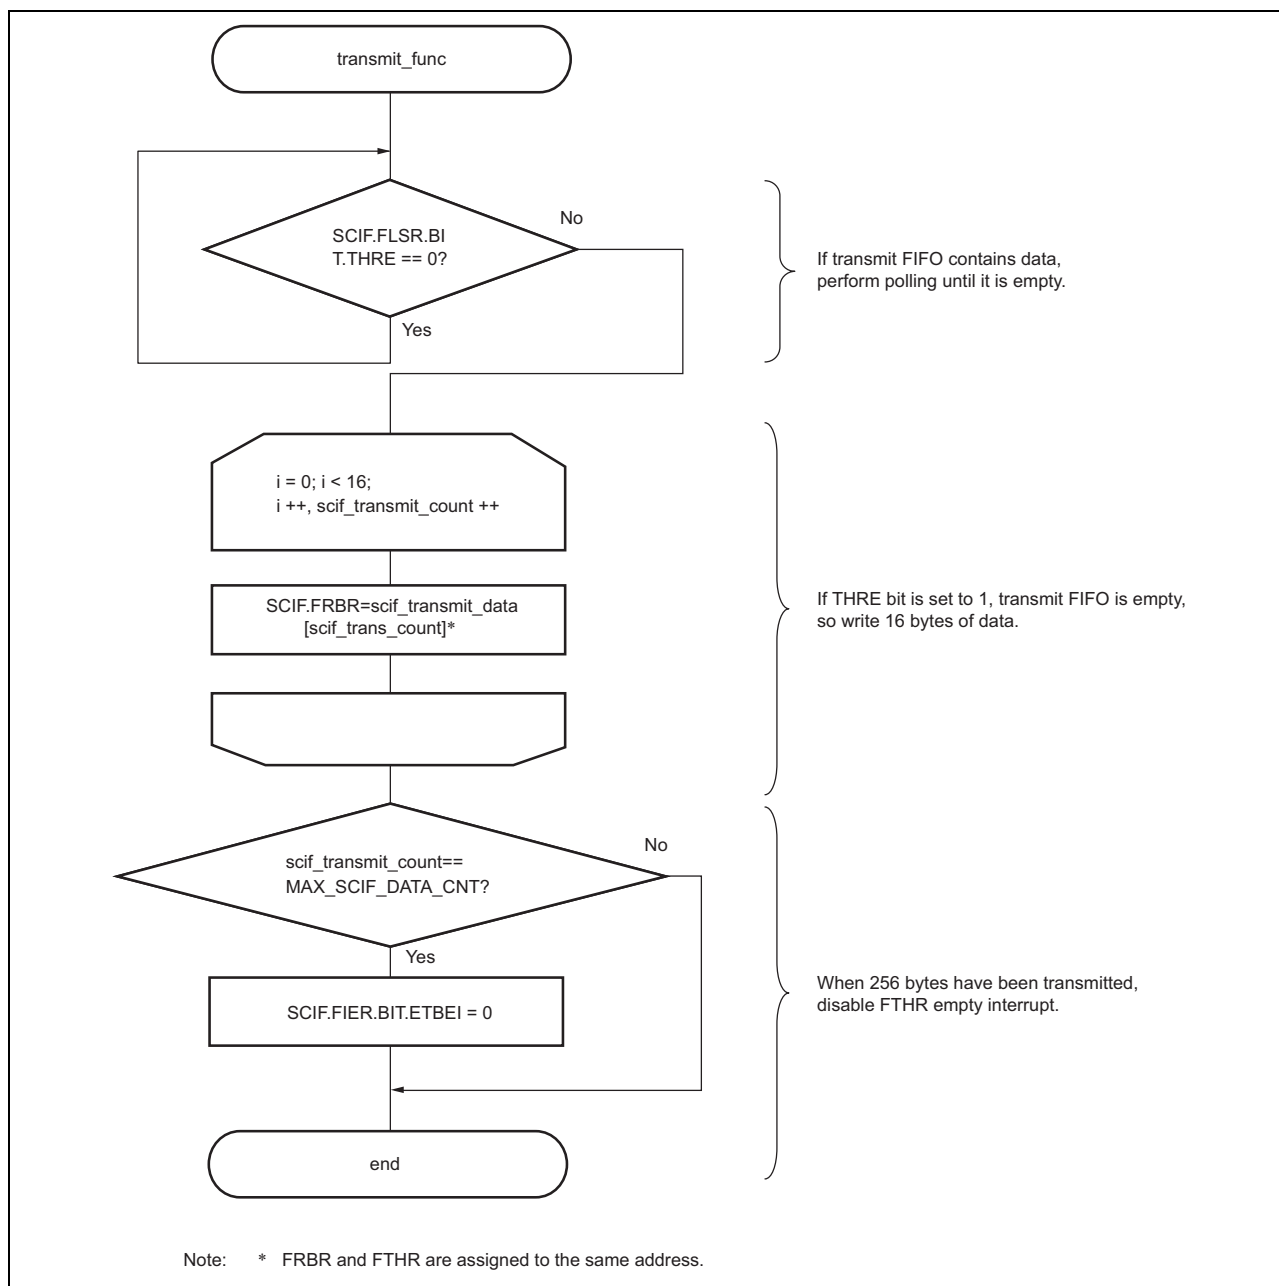 transmit_func
No
SCIF.FLSR.BI
T.THRE == 0?
Yes
If transmit FIFO contains data,
perform polling until it is empty.
i = 0; i < 16;
i ++, scif_transmit_count ++
SCIF.FRBR=scif_transmit_data
[scif_trans_count]*
If THRE bit is set to 1, transmit FIFO is empty,
so write 16 bytes of data.
No
scif_transmit_count==
MAX_SCIF_DATA_CNT?
Yes
SCIF.FIER.BIT.ETBEI = 0
When 256 bytes have been transmitted,
disable FTHR empty interrupt.
end
Note: * FRBR and FTHR are assigned to the same address.